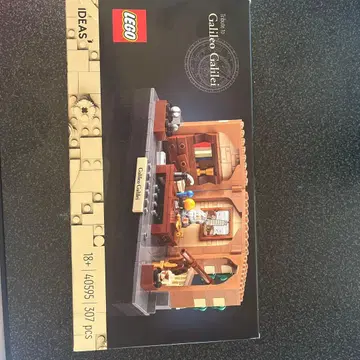 LEGO
IDEAS
Tribute to
Galileo Galilei
Galileo Galilei
18+ 40595 307 pcs